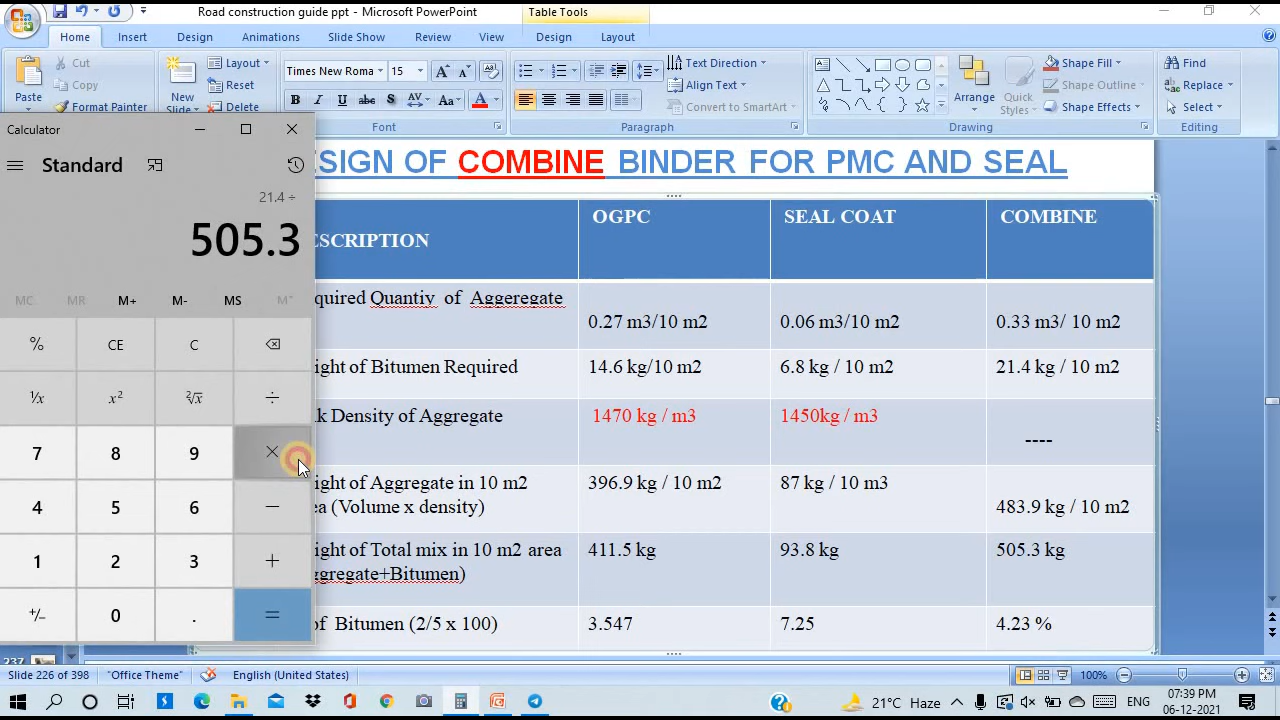 Road construction guide ppt - Microsoft PowerPoint
Table Tools
Home Insert Design Animations Slide Show Review View Design Layout
Paste
Cut
Copy
Format Painter
New
Slide
Layout
Reset
Delete
Times New Roma 15
B I U abc S AV Aa A
Font
Text Direction
Align Text
Convert to SmartArt
Paragraph
Arrange
Quick
Styles
Shape Fill
Shape Outline
Shape Effects
Drawing
Find
Replace
Select
Editing
Calculator
Standard
21.4 ÷
505.3
MC MR M+ M- MS
% CE C
¹/x x² ²√x ÷
7 8 9 ×
4 5 6 −
1 2 3 +
+/− 0 . =
SIGN OF COMBINE BINDER FOR PMC AND SEAL
ESCRIPTION
OGPC
SEAL COAT
COMBINE
quired Quantiy of Aggeregate
0.27 m3/10 m2
0.06 m3/10 m2
0.33 m3/ 10 m2
ight of Bitumen Required
14.6 kg/10 m2
6.8 kg / 10 m2
21.4 kg / 10 m2
k Density of Aggregate
1470 kg / m3
1450kg / m3
----
ight of Aggregate in 10 m2
ea (Volume x density)
396.9 kg / 10 m2
87 kg / 10 m3
483.9 kg / 10 m2
ight of Total mix in 10 m2 area
ggregate+Bitumen)
411.5 kg
93.8 kg
505.3 kg
of Bitumen (2/5 x 100)
3.547
7.25
4.23 %
237
Slide 226 of 398
"Office Theme"
English (United States)
100%
21°C Haze
ENG
07:39 PM
06-12-2021